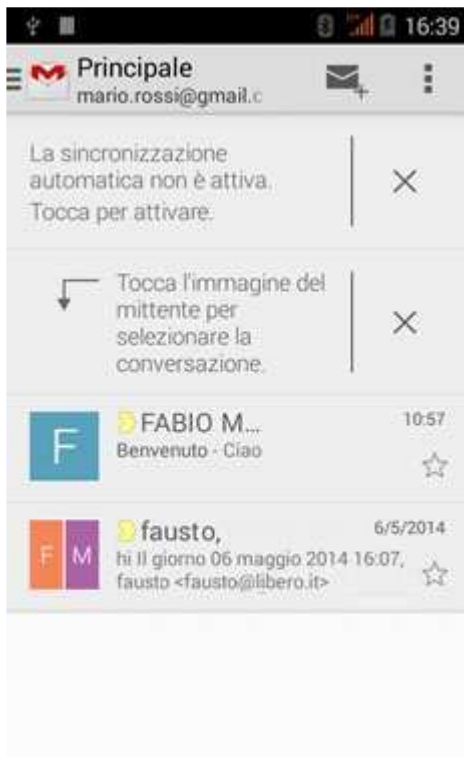 16:39
Principale
mario.rossi@gmail.c
La sincronizzazione
automatica non è attiva.
Tocca per attivare.
Tocca l'immagine del
mittente per
selezionare la
conversazione.
F
FABIO M...
10:57
Benvenuto - Ciao
F M
fausto,
6/5/2014
hi Il giorno 06 maggio 2014 16:07,
fausto <fausto@libero.it>